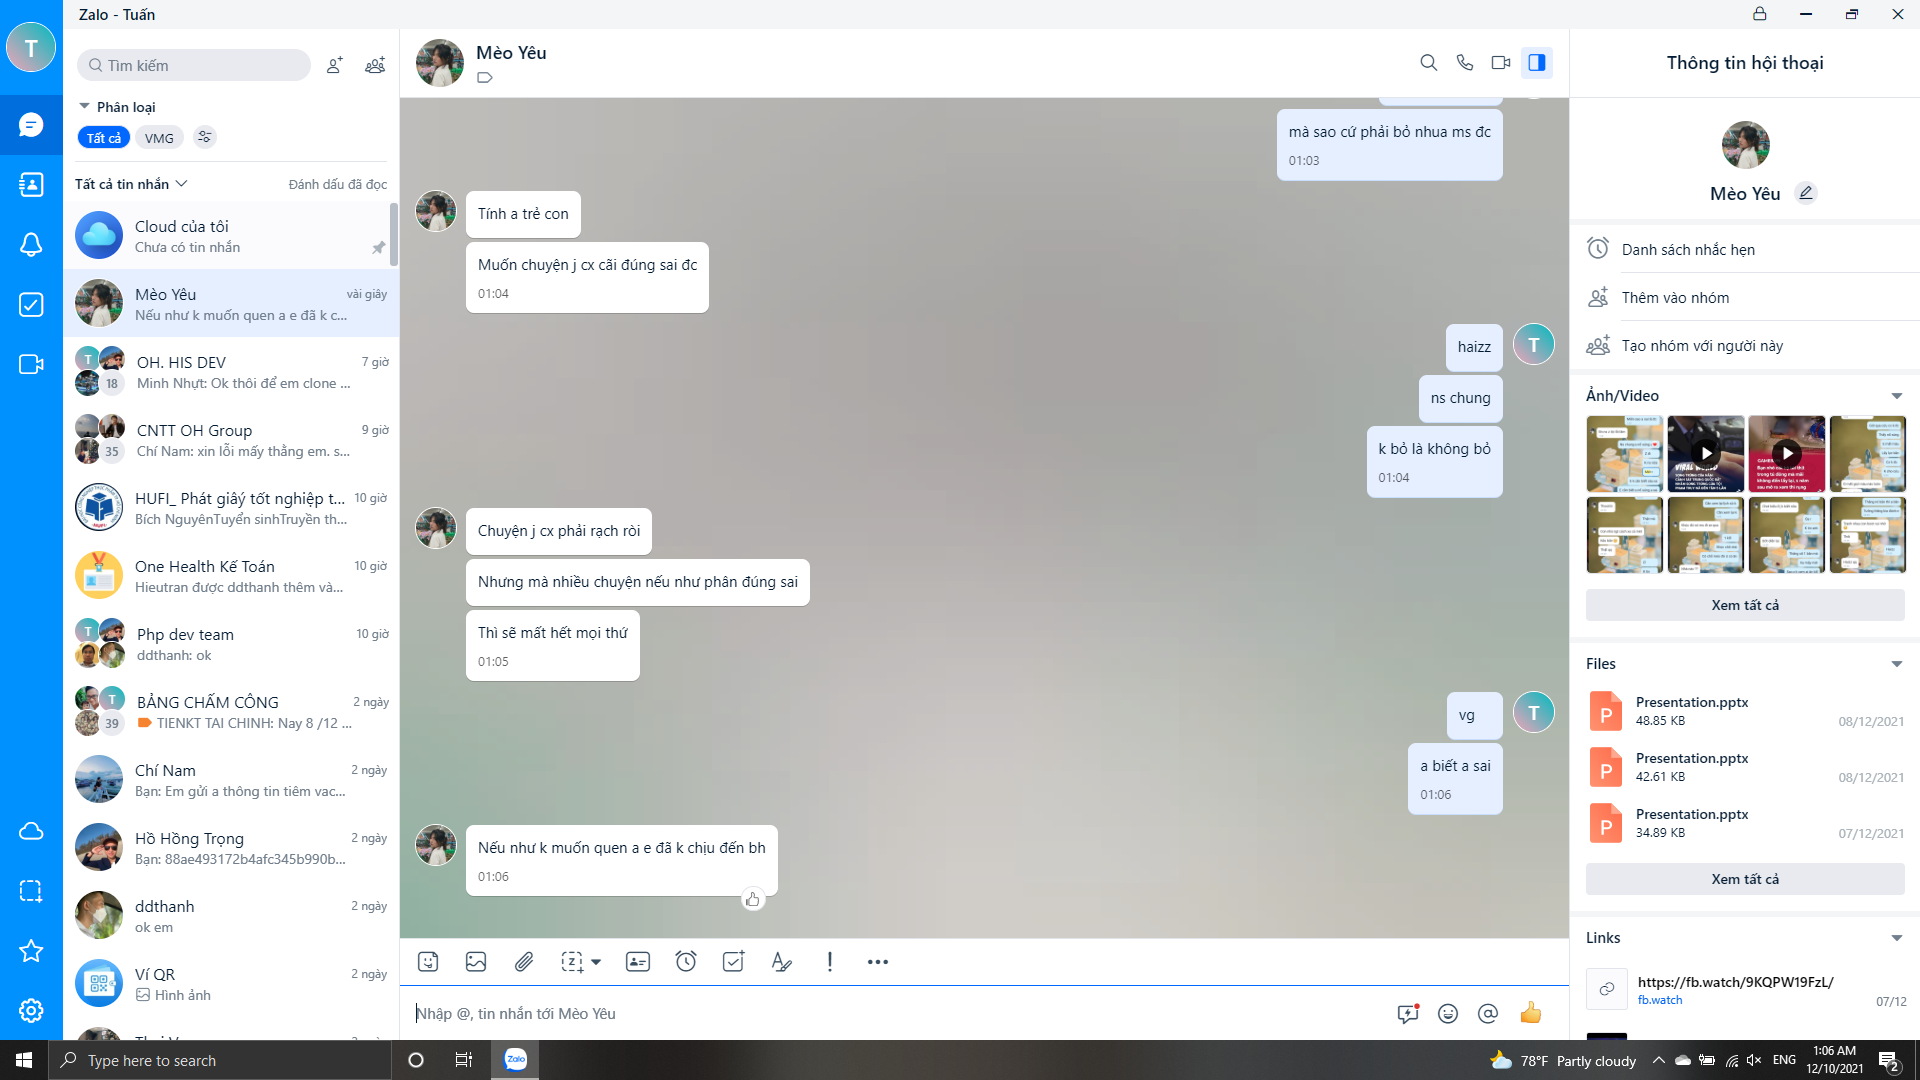 Zalo - Tuấn
T
Tìm kiếm
Phân loại
Tất cả
VMG
Tất cả tin nhắn
Đánh dấu đã đọc
Cloud của tôi
Chưa có tin nhắn
Mèo Yêu
vài giây
Nếu như k muốn quen a e đã k c...
T
18
OH. HIS DEV
7 giờ
Minh Nhựt: Ok thôi để em clone ...
35
CNTT OH Group
9 giờ
Chí Nam: xin lỗi mấy thằng em. s...
HUFI_ Phát giâý tốt nghiệp t...
10 giờ
Bích NguyênTuyển sinhTruyền th...
One Health Kế Toán
10 giờ
Hieutran được ddthanh thêm và...
T
Php dev team
10 giờ
ddthanh: ok
T
39
BẢNG CHẤM CÔNG
2 ngày
TIENKT TAI CHINH: Nay 8 /12 ...
Chí Nam
2 ngày
Bạn: Em gửi a thông tin tiêm vac...
Hồ Hồng Trọng
2 ngày
Bạn: 88ae493172b4afc345b990b...
ddthanh
2 ngày
ok em
Ví QR
2 ngày
Hình ảnh
Mèo Yêu
mà sao cứ phải bỏ nhua ms đc
01:03
Tính a trẻ con
Muốn chuyện j cx cãi đúng sai đc
01:04
haizz
T
ns chung
k bỏ là không bỏ
01:04
Chuyện j cx phải rạch ròi
Nhưng mà nhiều chuyện nếu như phân đúng sai
Thì sẽ mất hết mọi thứ
01:05
vg
T
a biết a sai
01:06
Nếu như k muốn quen a e đã k chịu đến bh
01:06
Nhập @, tin nhắn tới Mèo Yêu
Thông tin hội thoại
Mèo Yêu
Danh sách nhắc hẹn
Thêm vào nhóm
Tạo nhóm với người này
Ảnh/Video
VIRAL WORLD
Xem tất cả
Files
P
Presentation.pptx
48.85 KB
08/12/2021
P
Presentation.pptx
42.61 KB
08/12/2021
P
Presentation.pptx
34.89 KB
07/12/2021
Xem tất cả
Links
https://fb.watch/9KQPW19FzL/
fb.watch
07/12
Type here to search
Zalo
78°F Partly cloudy
ENG
1:06 AM
12/10/2021
2